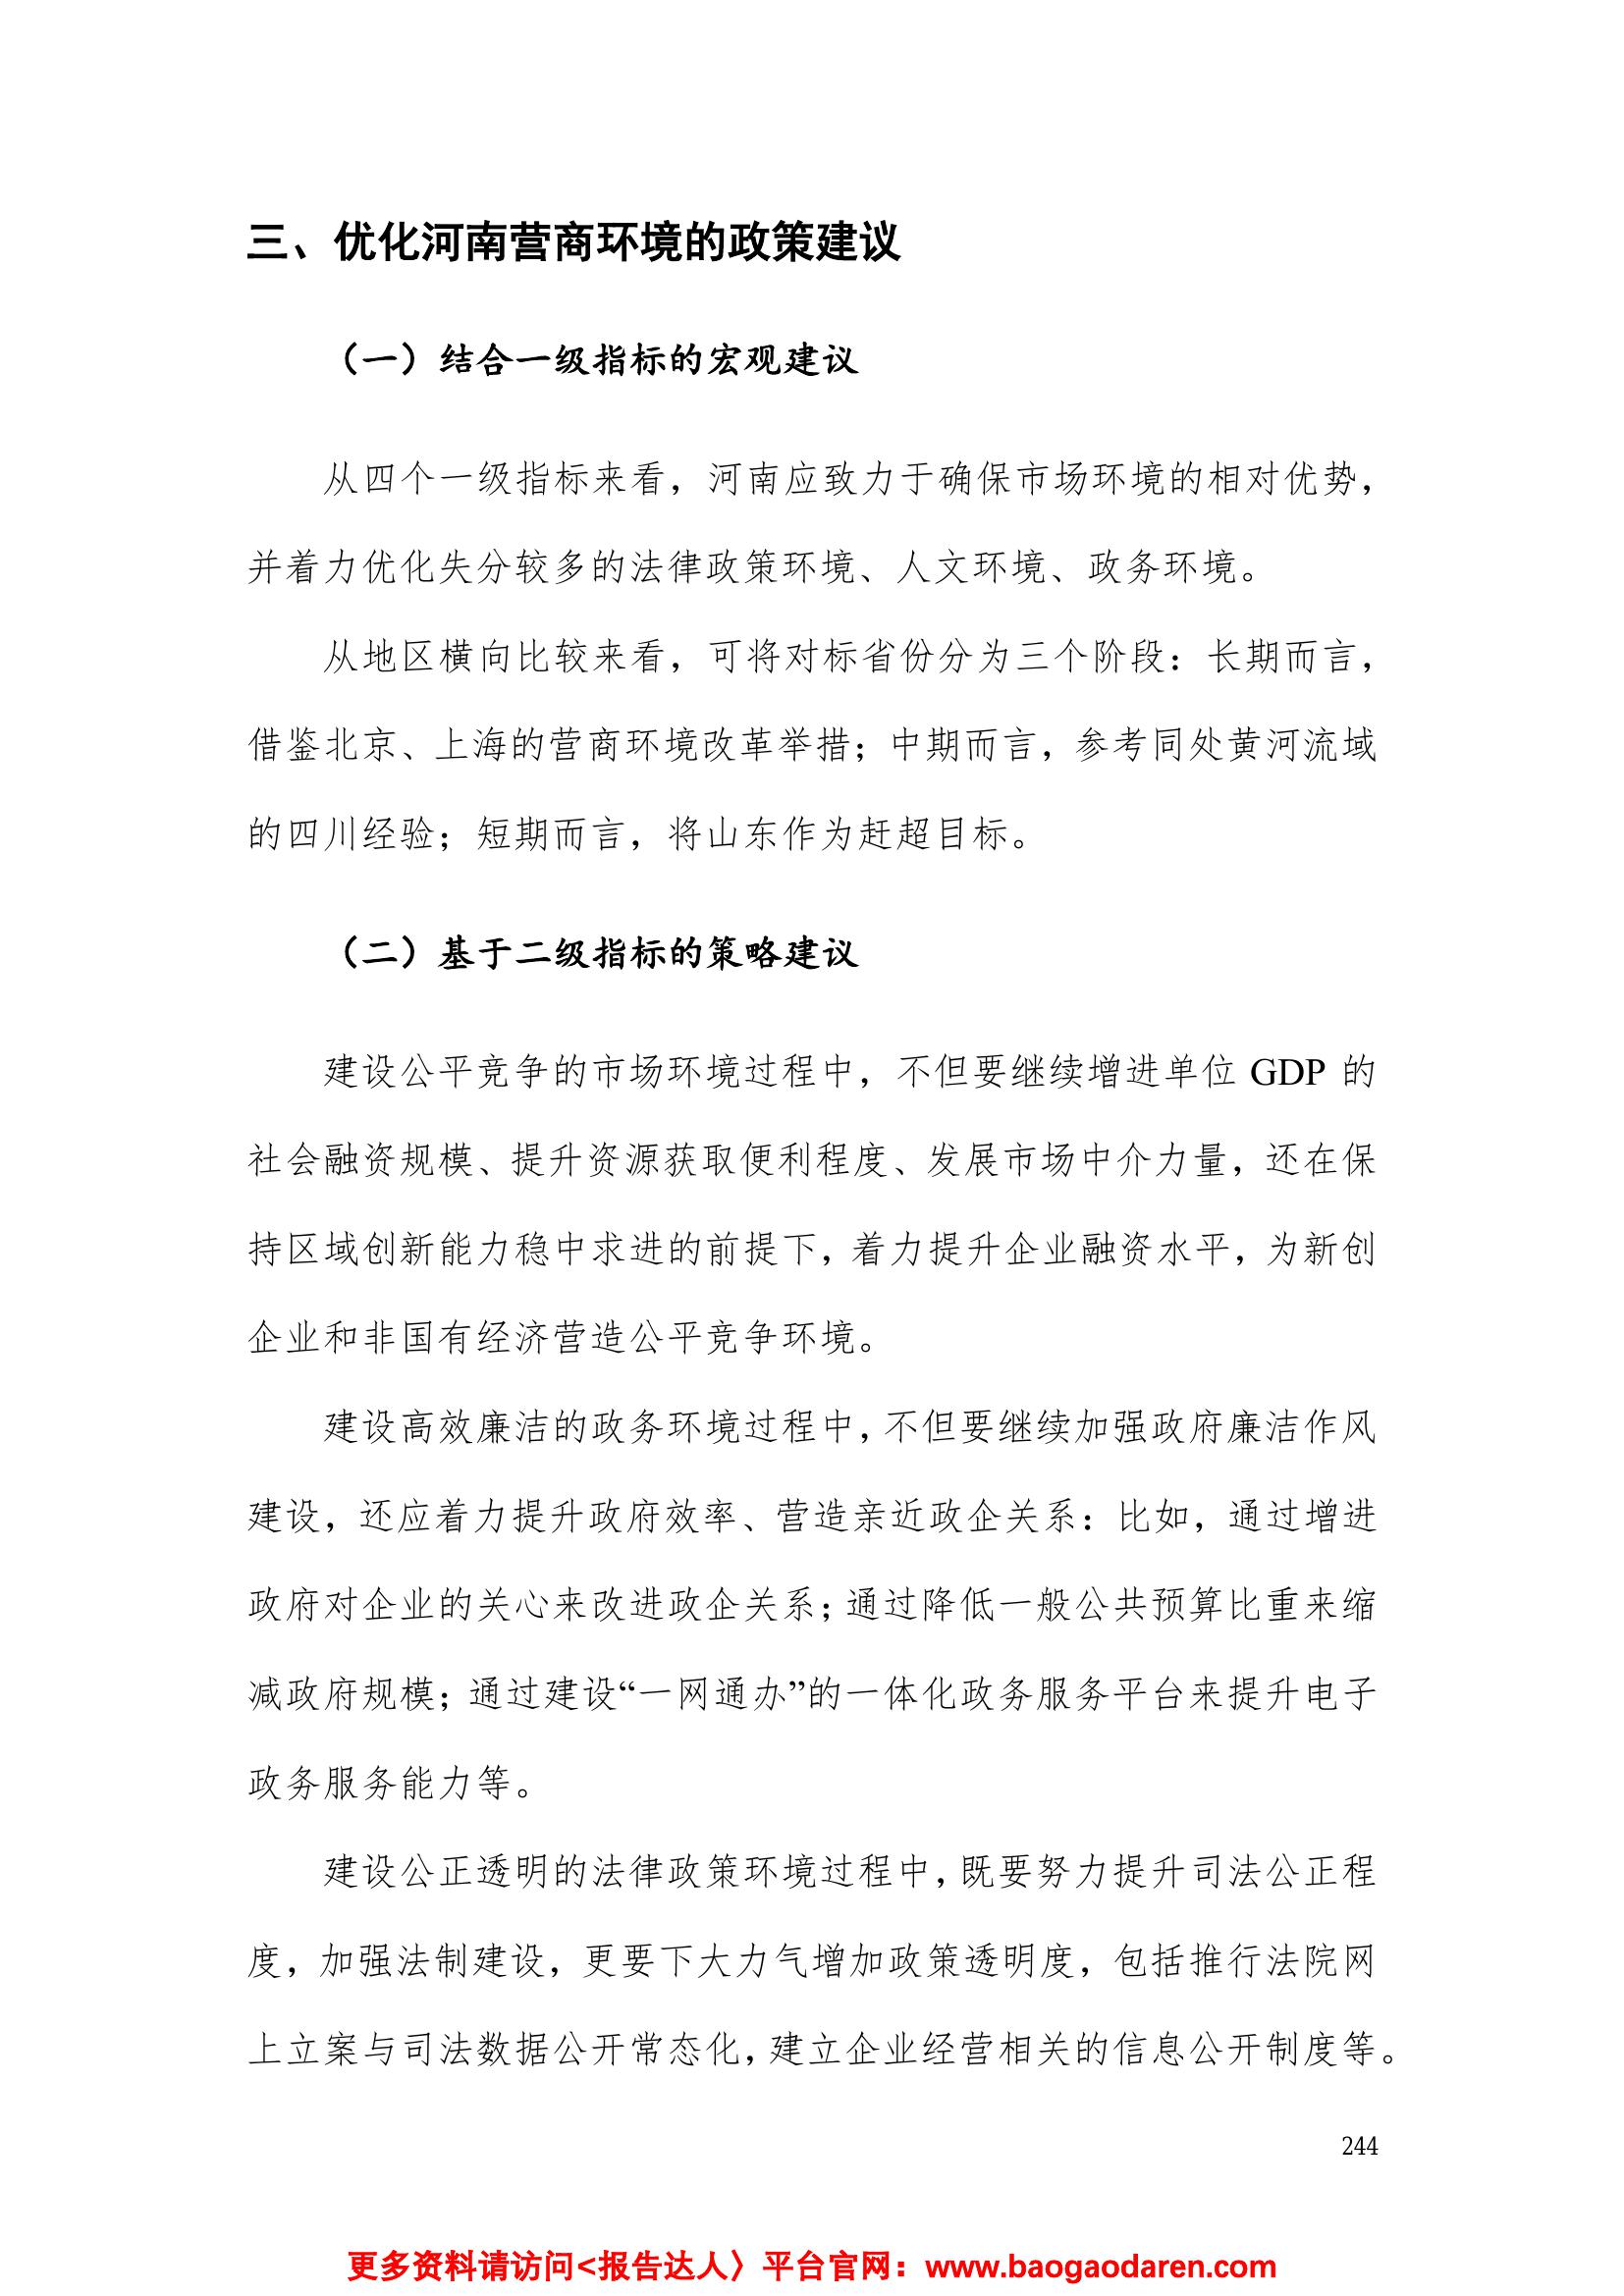 三、优化河南营商环境的政策建议
（一）结合一级指标的宏观建议
从四个一级指标来看，河南应致力于确保市场环境的相对优势，
并着力优化失分较多的法律政策环境、人文环境、政务环境。
从地区横向比较来看，可将对标省份分为三个阶段：长期而言，
借鉴北京、上海的营商环境改革举措；中期而言，参考同处黄河流域
的四川经验；短期而言，将山东作为赶超目标。
（二）基于二级指标的策略建议
建设公平竞争的市场环境过程中，不但要继续增进单位 GDP 的
社会融资规模、提升资源获取便利程度、发展市场中介力量，还在保
持区域创新能力稳中求进的前提下，着力提升企业融资水平，为新创
企业和非国有经济营造公平竞争环境。
建设高效廉洁的政务环境过程中，不但要继续加强政府廉洁作风
建设，还应着力提升政府效率、营造亲近政企关系：比如，通过增进
政府对企业的关心来改进政企关系；通过降低一般公共预算比重来缩
减政府规模；通过建设“一网通办”的一体化政务服务平台来提升电子
政务服务能力等。
建设公正透明的法律政策环境过程中，既要努力提升司法公正程
度，加强法制建设，更要下大力气增加政策透明度，包括推行法院网
上立案与司法数据公开常态化，建立企业经营相关的信息公开制度等。
244
更多资料请访问<报告达人〉平台官网：www.baogaodaren.com